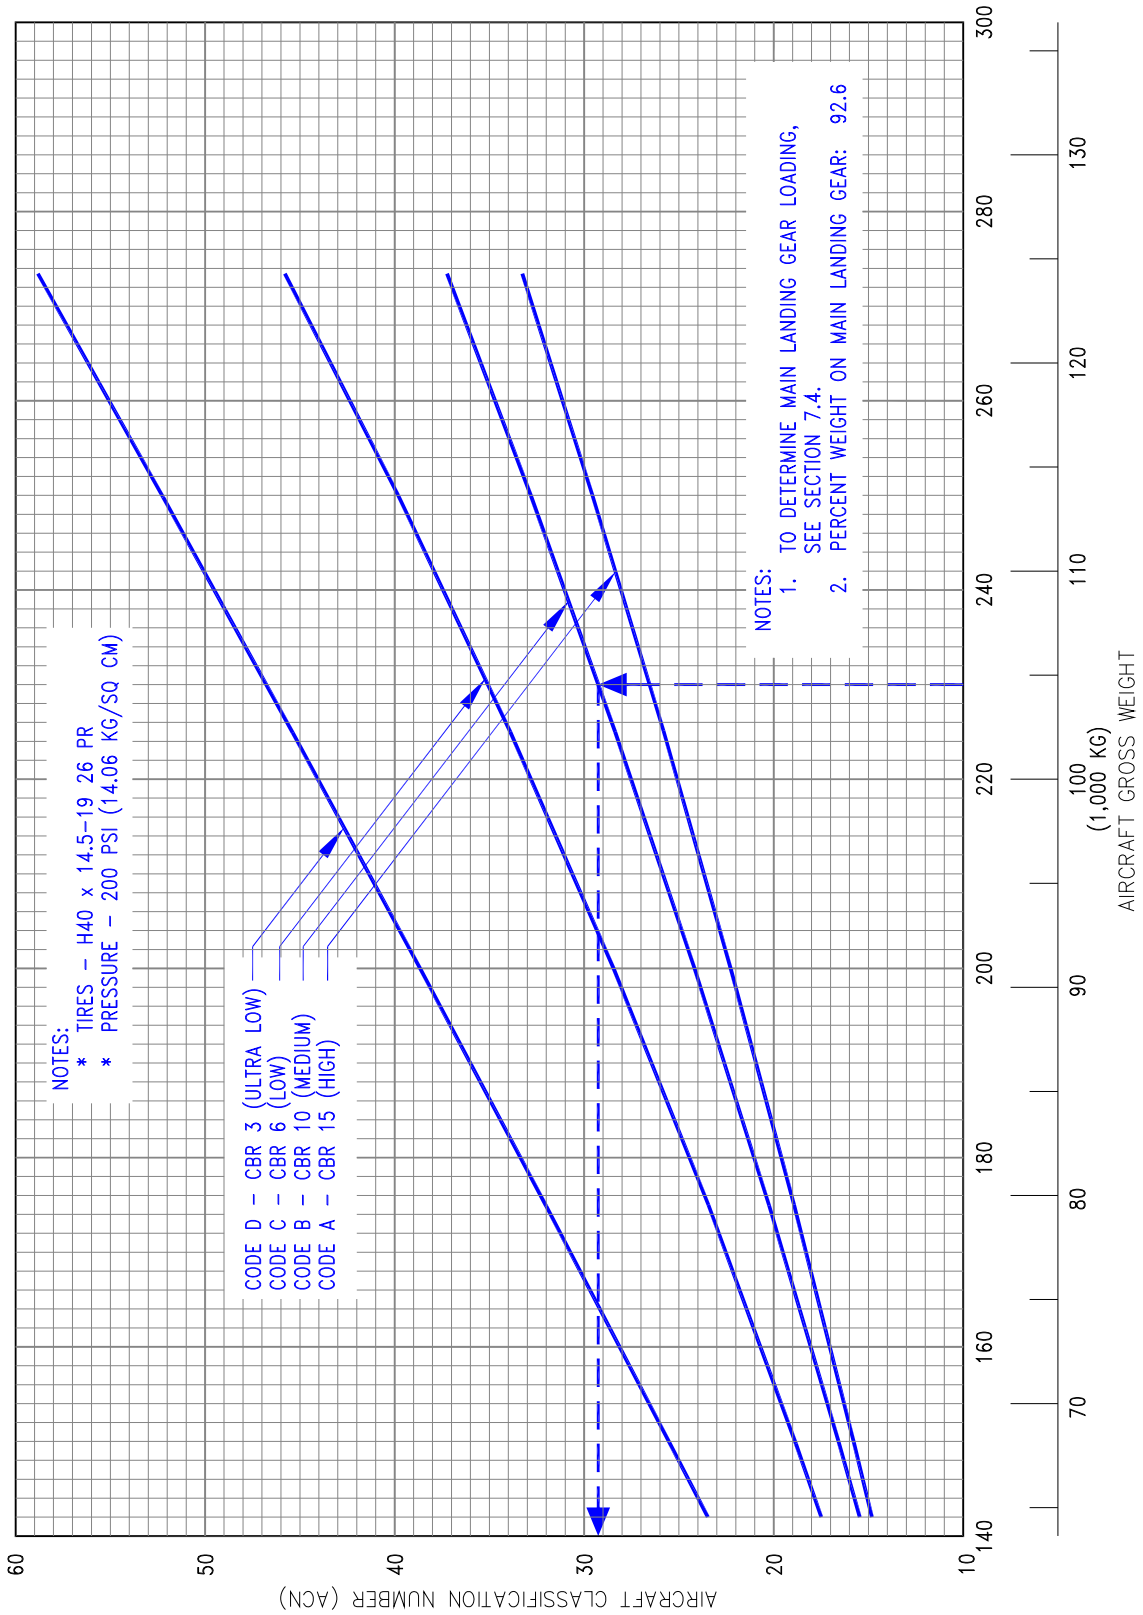 60
50
40
30
20
10
AIRCRAFT CLASSIFICATION NUMBER (ACN)
NOTES:
* TIRES – H40 x 14.5–19 26 PR
* PRESSURE – 200 PSI (14.06 KG/SQ CM)
CODE D – CBR 3 (ULTRA LOW)
CODE C – CBR 6 (LOW)
CODE B – CBR 10 (MEDIUM)
CODE A – CBR 15 (HIGH)
NOTES:
1. TO DETERMINE MAIN LANDING GEAR LOADING,
SEE SECTION 7.4.
2. PERCENT WEIGHT ON MAIN LANDING GEAR: 92.6
140 160 180 200 220 240 260 280 300
70 80 90 100 110 120 130
(1,000 KG)
AIRCRAFT GROSS WEIGHT